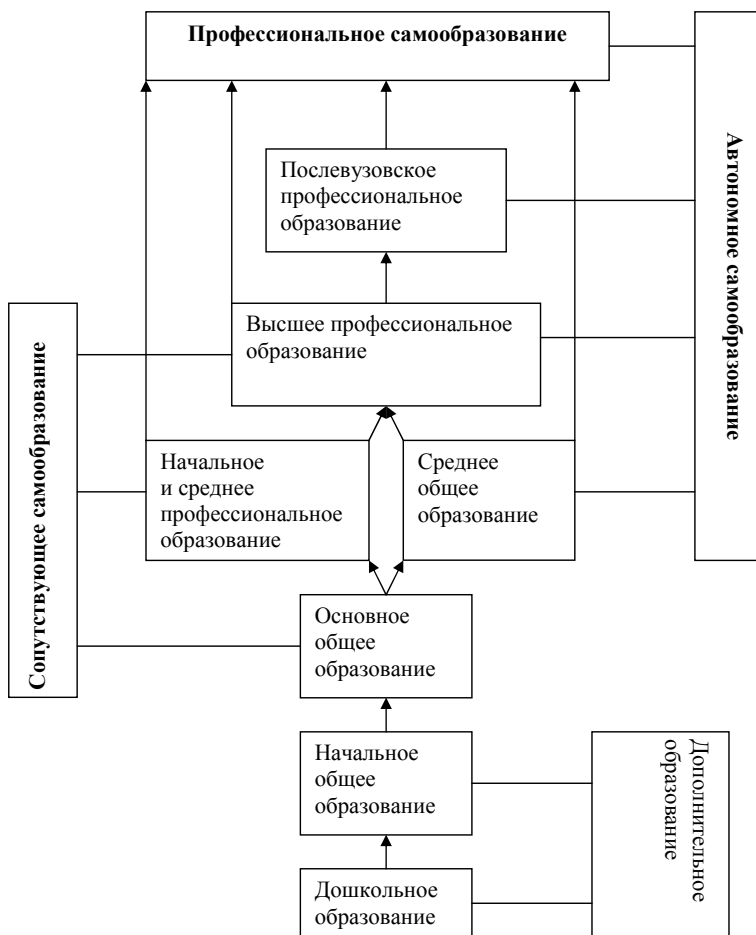 Профессиональное самообразование
Автономное самообразование
Послевузовское
профессиональное
образование
Высшее профессиональное
образование
Сопутствующее самообразование
Начальное
и среднее
профессиональное
образование
Среднее
общее
образование
Основное
общее
образование
Начальное
общее
образование
Дополнительное
образование
Дошкольное
образование